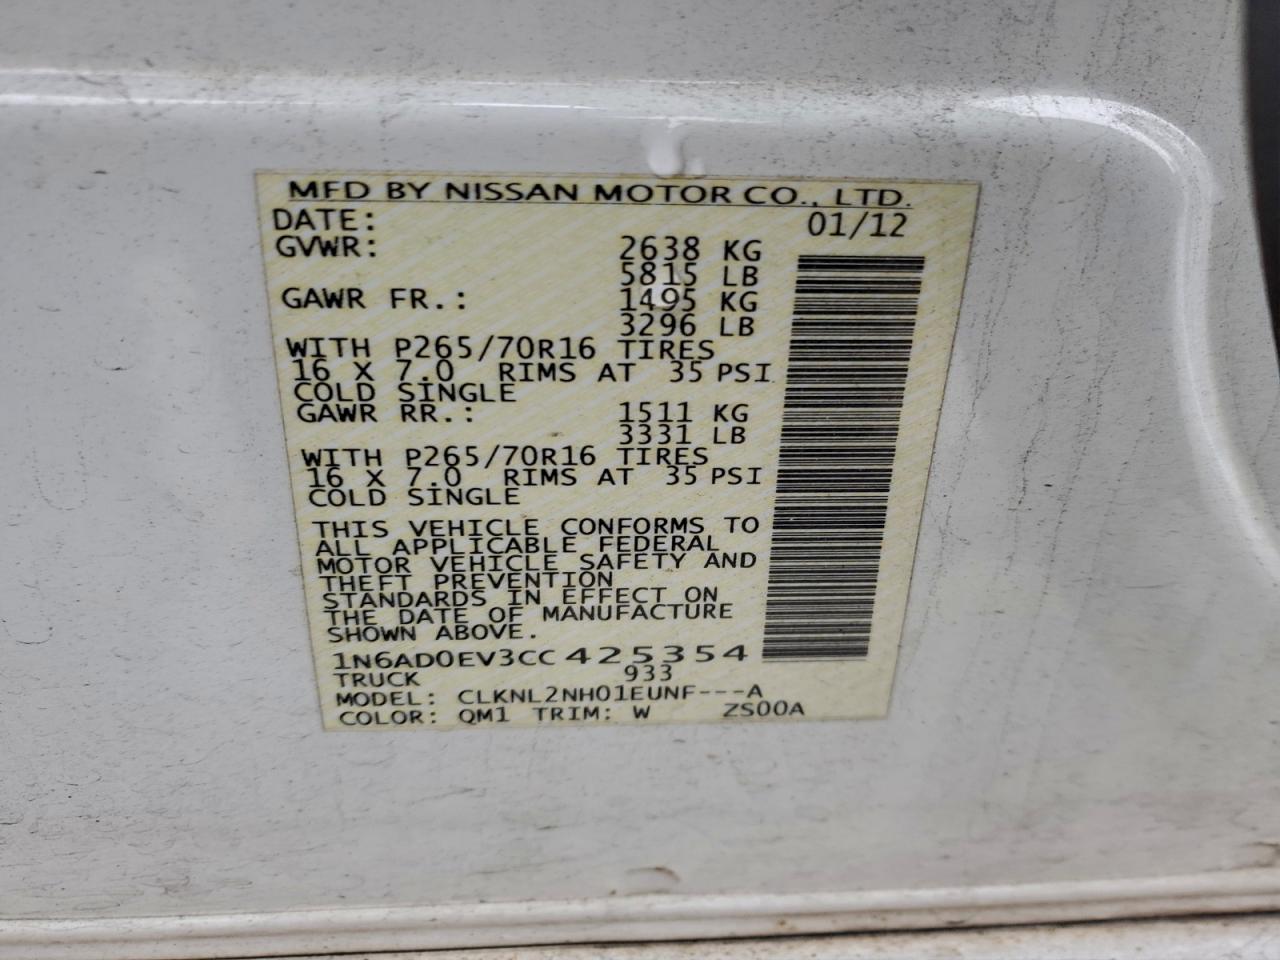 MFD BY NISSAN MOTOR CO., LTD.
DATE: 01/12
GVWR: 2638 KG
5815 LB
GAWR FR.: 1495 KG
3296 LB
WITH P265/70R16 TIRES
16 X 7.0 RIMS AT 35 PSI
COLD SINGLE
GAWR RR.: 1511 KG
3331 LB
WITH P265/70R16 TIRES
16 X 7.0 RIMS AT 35 PSI
COLD SINGLE
THIS VEHICLE CONFORMS TO
ALL APPLICABLE FEDERAL
MOTOR VEHICLE SAFETY AND
THEFT PREVENTION
STANDARDS IN EFFECT ON
THE DATE OF MANUFACTURE
SHOWN ABOVE.
1N6AD0EV3CC425354
TRUCK 933
MODEL: CLKNL2NH01EUNF---A
COLOR: QM1 TRIM: W ZS00A